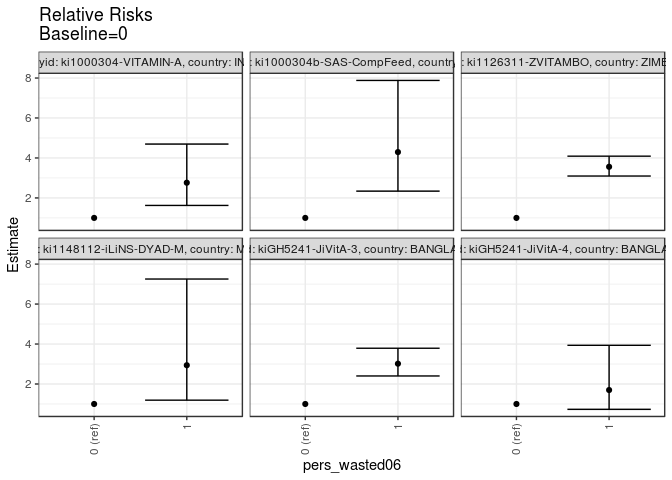 Relative Risks
Baseline=0
yid: ki1000304-VITAMIN-A, country: IN
: ki1000304b-SAS-CompFeed, country
: ki1126311-ZVITAMBO, country: ZIMB
8
6
4
2
: ki1148112-iLiNS-DYAD-M, country: M
: kiGH5241-JiVitA-3, country: BANGLA
: kiGH5241-JiVitA-4, country: BANGLA
8
6
4
2
Estimate
0 (ref)
1
0 (ref)
1
0 (ref)
1
pers_wasted06